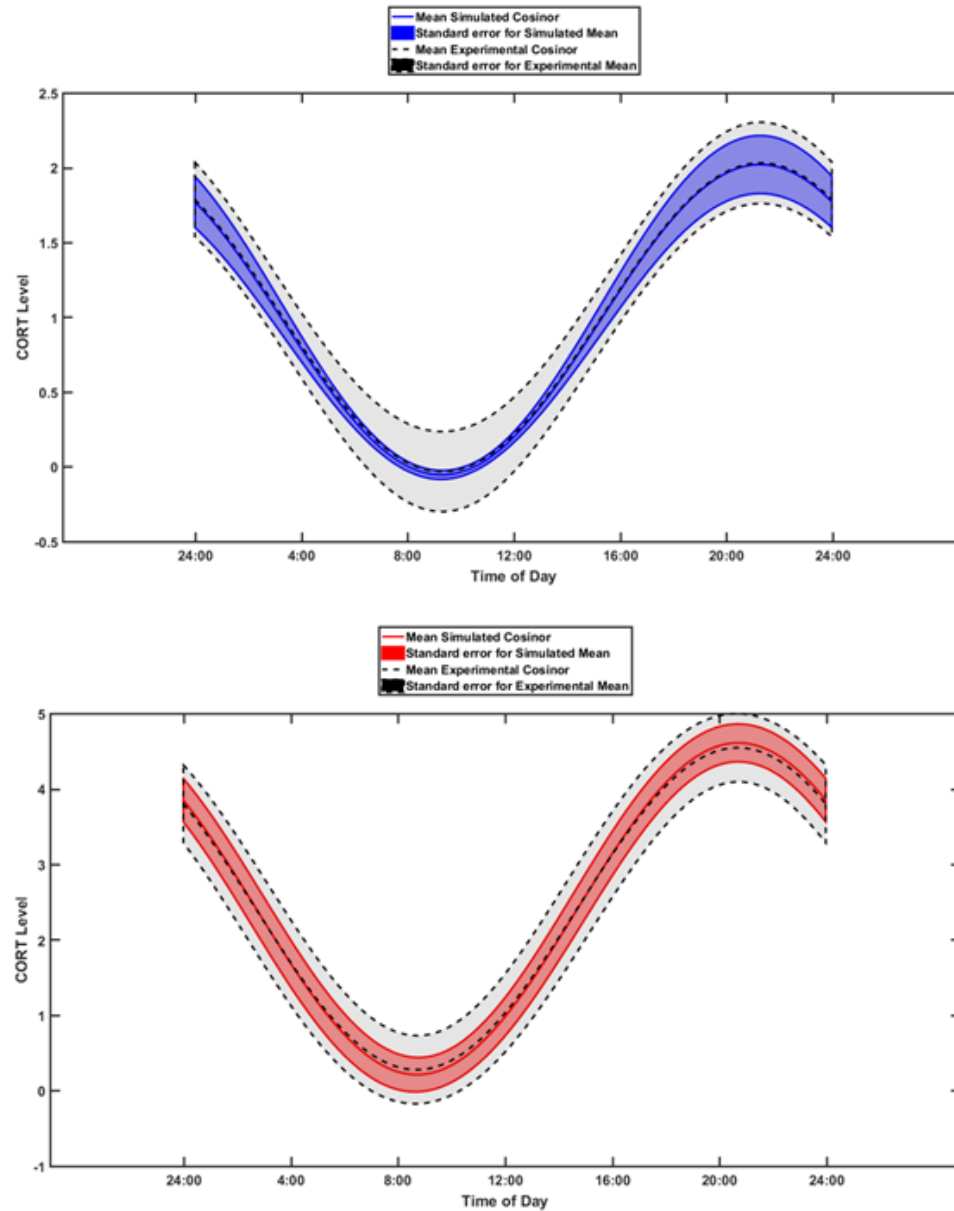 Mean Simulated Cosinor
Standard error for Simulated Mean
Mean Experimental Cosinor
Standard error for Experimental Mean
2.5
2
1.5
1
0.5
0
-0.5
CORT Level
24:00 4:00 8:00 12:00 16:00 20:00 24:00
Time of Day
Mean Simulated Cosinor
Standard error for Simulated Mean
Mean Experimental Cosinor
Standard error for Experimental Mean
5
4
3
2
1
0
-1
CORT Level
24:00 4:00 8:00 12:00 16:00 20:00 24:00
Time of Day